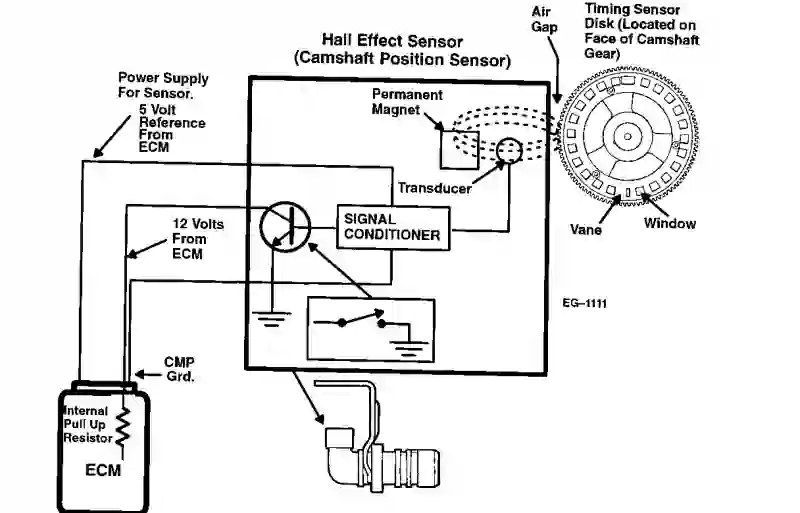 Air
Gap
Timing Sensor
Disk (Located on
Face of Camshaft
Gear)
Hall Effect Sensor
(Camshaft Position Sensor)
Power Supply
For Sensor.
5 Volt
Reference
From
ECM
Permanent
Magnet
Transducer
Vane
Window
12 Volts
From
ECM
SIGNAL
CONDITIONER
EG-1111
CMP
Grd.
Internal
Pull Up
Resistor
ECM